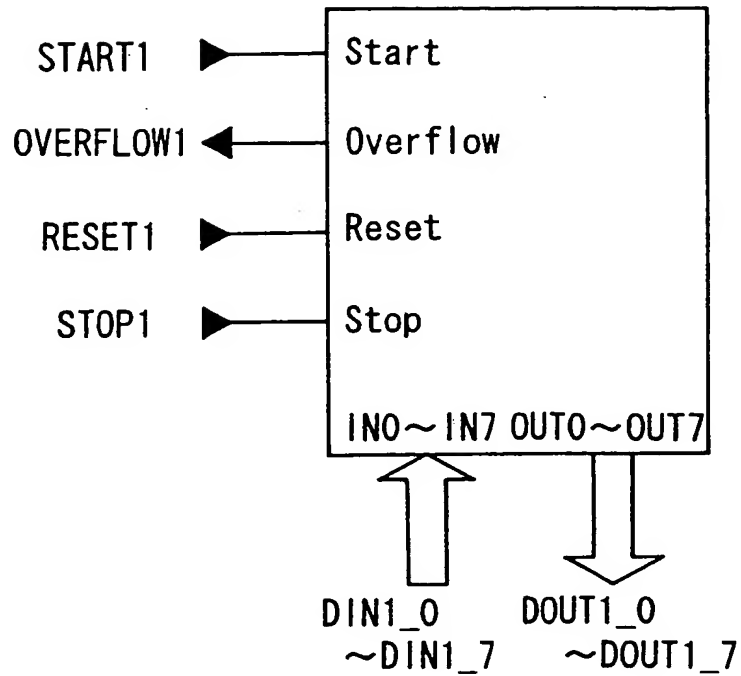 START1 Start
OVERFLOW1 Overflow
RESET1 Reset
STOP1 Stop
IN0～IN7 OUT0～OUT7
DIN1_0 DOUT1_0
～DIN1_7 ～DOUT1_7